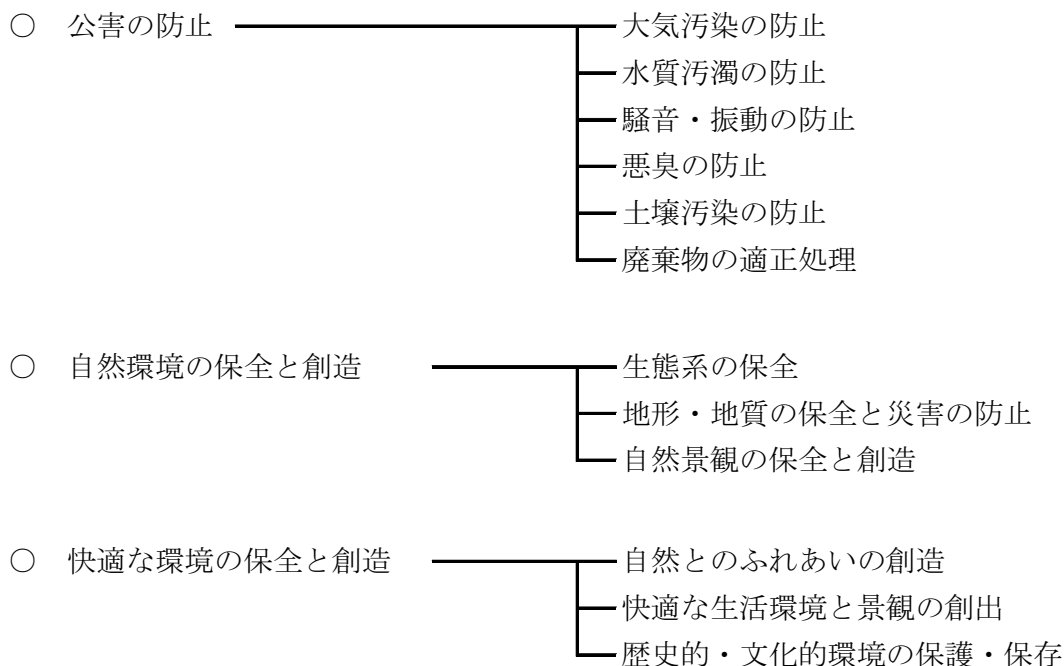 ○ 公害の防止 大気汚染の防止
水質汚濁の防止
騒音・振動の防止
悪臭の防止
土壌汚染の防止
廃棄物の適正処理
○ 自然環境の保全と創造 生態系の保全
地形・地質の保全と災害の防止
自然景観の保全と創造
○ 快適な環境の保全と創造 自然とのふれあいの創造
快適な生活環境と景観の創出
歴史的・文化的環境の保護・保存